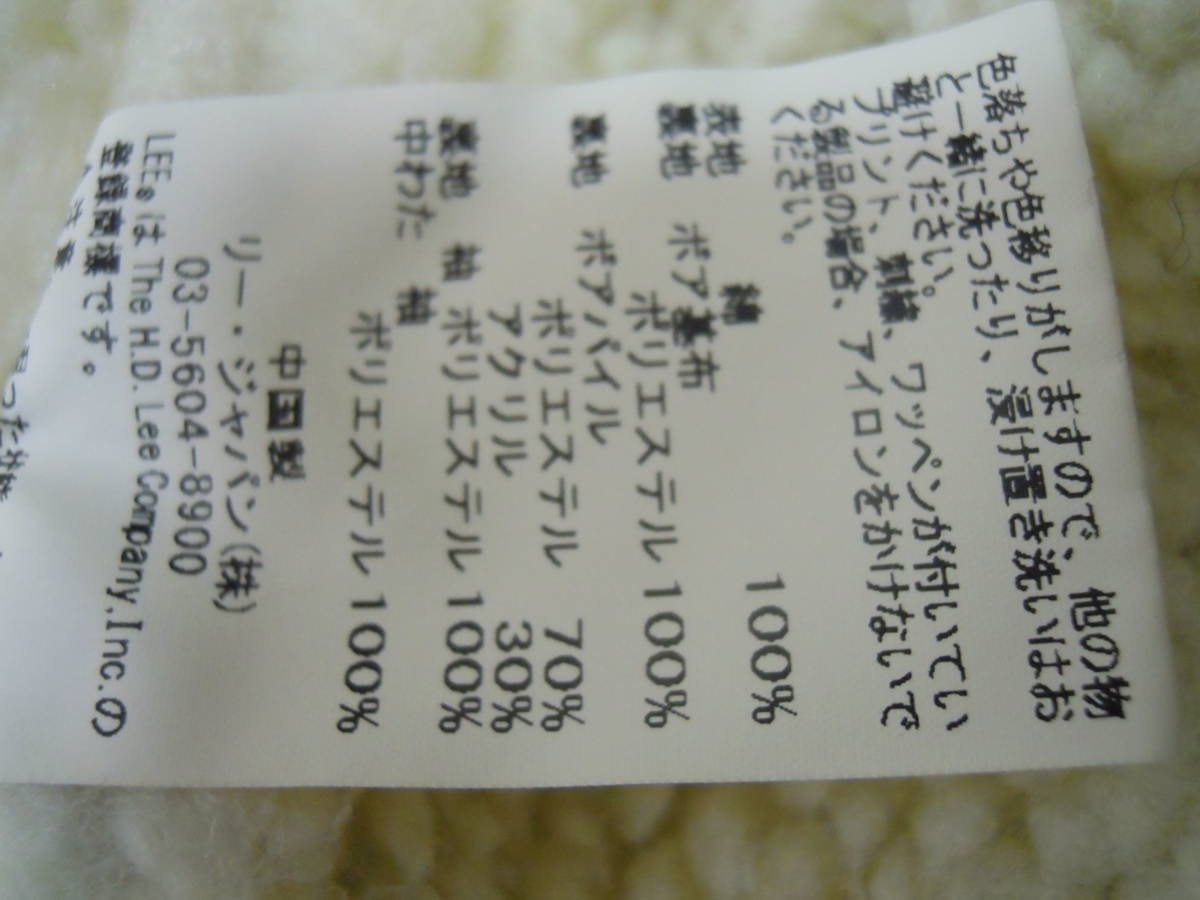 色落ちや色移りがしますので、他の物
と一緒に洗ったり、浸け置き洗いはお
避けください。
プリント、刺繍、ワッペンが付いてい
る製品の場合、アイロンをかけないで
ください。
表地 綿 100%
裏地 ボア基布
ポリエステル 100%
裏地 ボアパイル
ポリエステル 70%
アクリル 30%
裏地 袖 ポリエステル 100%
中わた 袖
ポリエステル 100%
中国製
リー・ジャパン(株)
03-5604-8900
LEE®は The H.D. Lee Company,Inc.の
登録商標です。